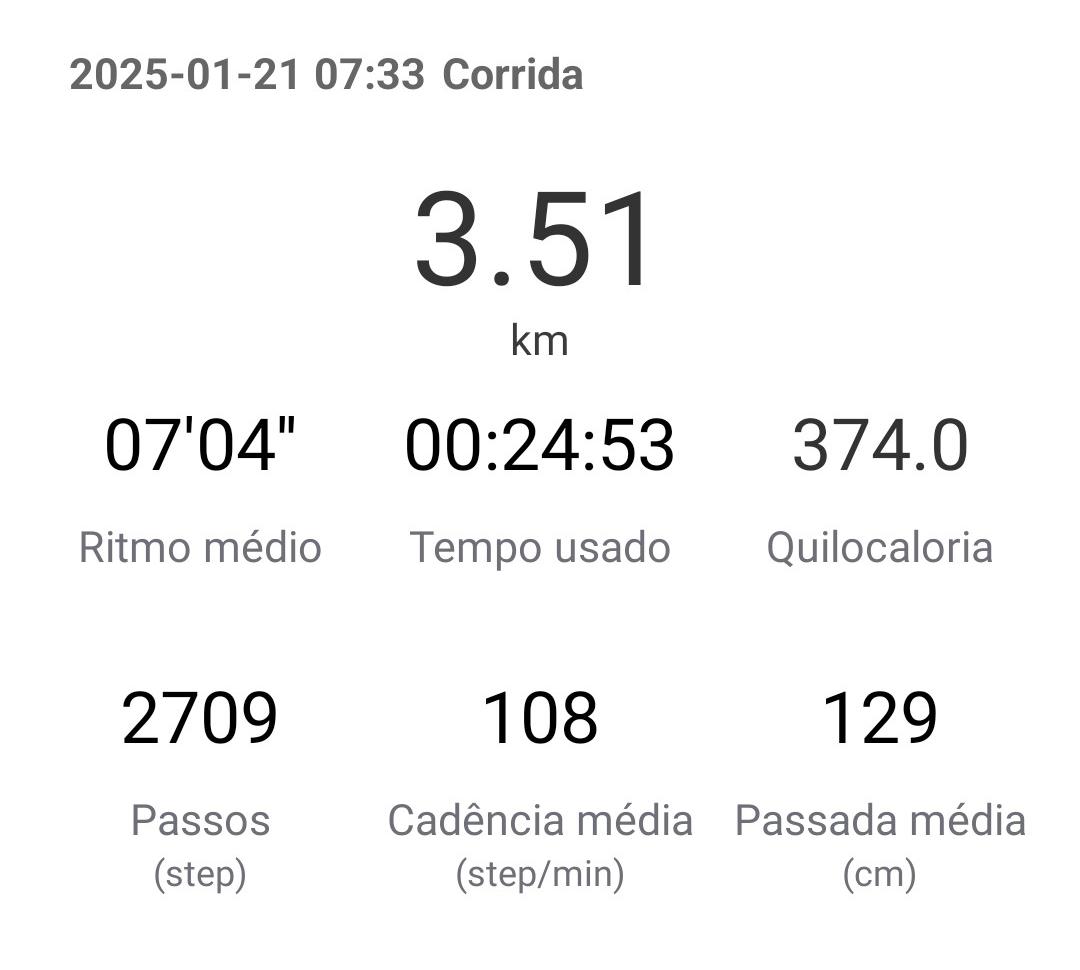 2025-01-21 07:33 Corrida
3.51
km
07'04" 00:24:53 374.0
Ritmo médio Tempo usado Quilocaloria
2709 108 129
Passos Cadência média Passada média
(step) (step/min) (cm)